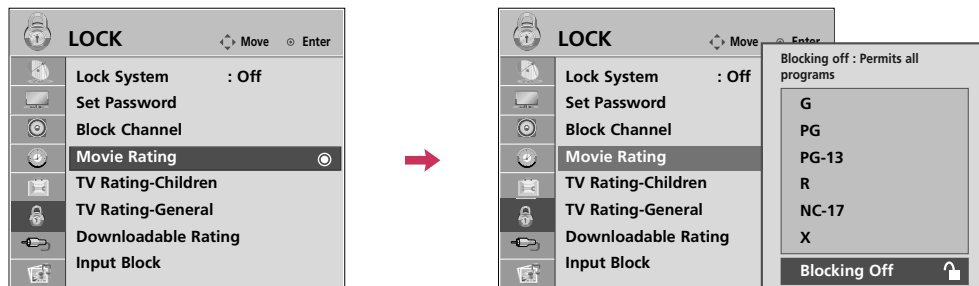 LOCK Move Enter
Lock System : Off
Set Password
Block Channel
Movie Rating
TV Rating-Children
TV Rating-General
Downloadable Rating
Input Block
LOCK Move Enter
Lock System : Off
Set Password
Block Channel
Movie Rating
TV Rating-Children
TV Rating-General
Downloadable Rating
Input Block
Blocking off : Permits all
programs
G
PG
PG-13
R
NC-17
X
Blocking Off